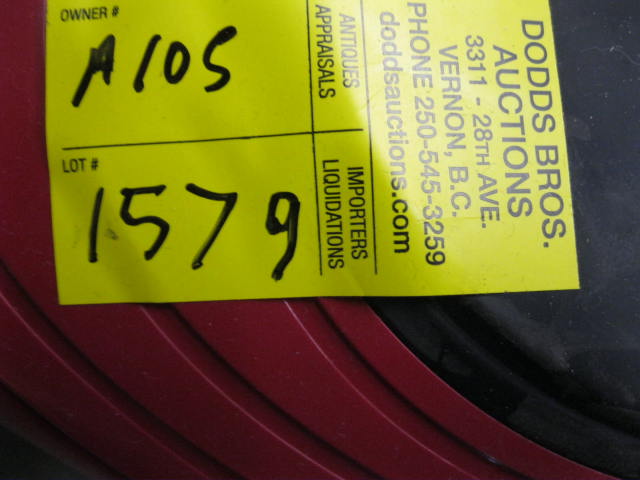 OWNER #
A105
LOT #
1579
ANTIQUES
APPRAISALS
IMPORTERS
LIQUIDATIONS
DODDS BROS.
AUCTIONS
3311 - 28TH AVE.
VERNON, B.C.
PHONE 250-545-3259
doddsauctions.com